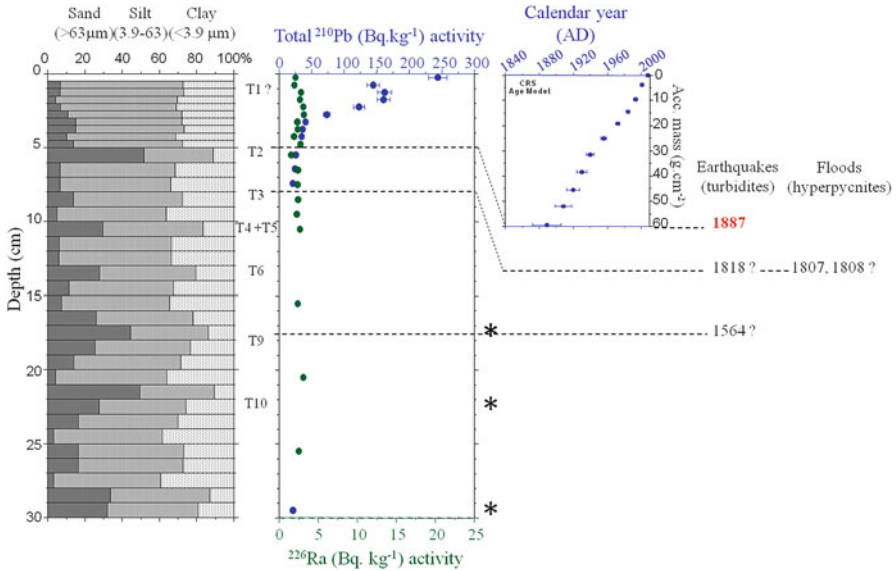 Sand Silt Clay
(>63µm) (3.9-63) (<3.9 µm)
0 20 40 60 80 100%
Depth (cm)
0
5
10
15
20
25
30
T1 ?
T2
T3
T4+T5
T6
T9
T10
Total ²¹⁰Pb (Bq.kg⁻¹) activity
0 50 100 150 200 250 300
0 5 10 15 20 25
²²⁶Ra (Bq. kg⁻¹) activity
*
*
*
Calendar year
(AD)
1840 1880 1920 1960 2000
CRS
Age Model
0
10
20
30
40
50
60
Acc. mass (g.cm⁻²)
Earthquakes Floods
(turbidites) (hyperpycnites)
1887
1818 ? 1807, 1808 ?
1564 ?